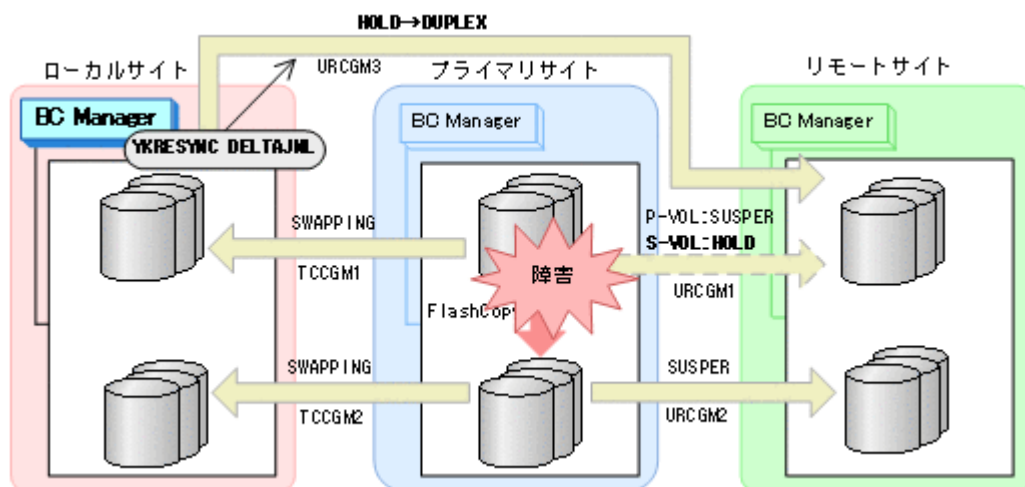 HOLD→DUPLEX
URCGM3
ローカルサイト
プライマリサイト
リモートサイト
BC Manager
BC Manager
BC Manager
YKRESYNC DELTAJNL
SWAPPING
TCCGM1
P-VOL:SUSPER
S-VOL:HOLD
URCGM1
障害
FlashCopy
SWAPPING
TCCGM2
SUSPER
URCGM2